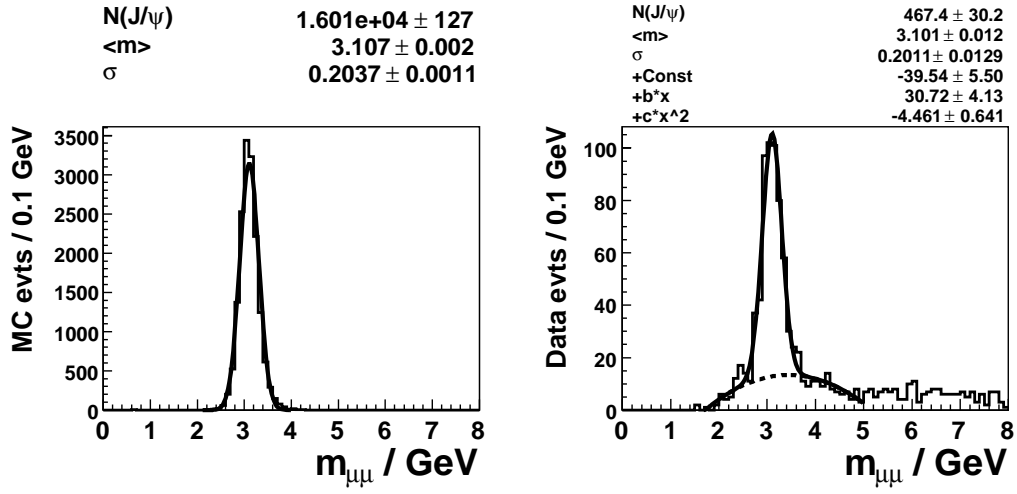 N(J/ψ) 1.601e+04 ± 127
<m> 3.107 ± 0.002
σ 0.2037 ± 0.0011
MC evts / 0.1 GeV
3500
3000
2500
2000
1500
1000
500
0
0 1 2 3 4 5 6 7 8
m_μμ / GeV
N(J/ψ) 467.4 ± 30.2
<m> 3.101 ± 0.012
σ 0.2011± 0.0129
+Const -39.54 ± 5.50
+b*x 30.72 ± 4.13
+c*x^2 -4.461 ± 0.641
Data evts / 0.1 GeV
100
80
60
40
20
0
0 1 2 3 4 5 6 7 8
m_μμ / GeV